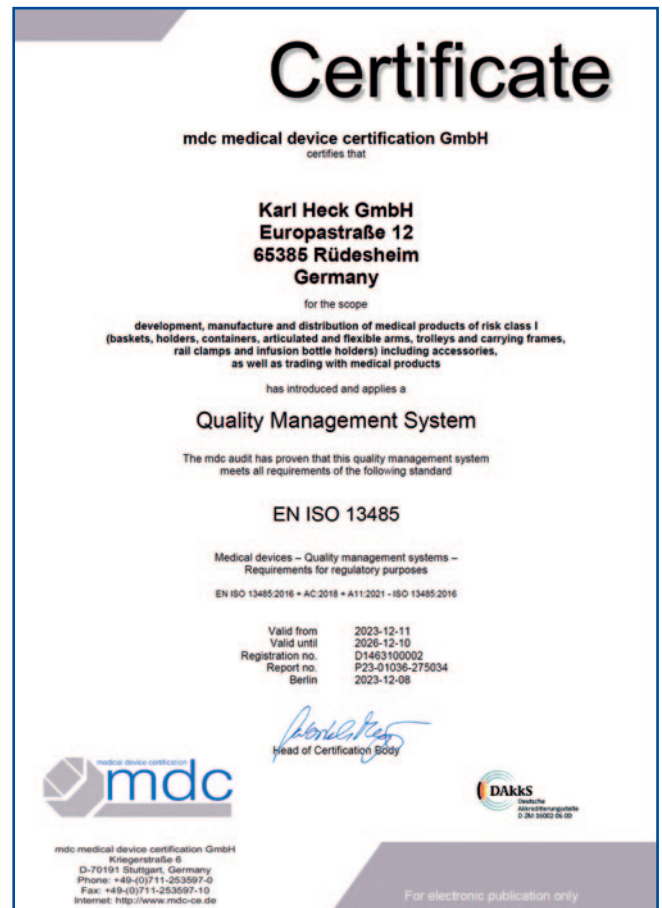 Certificate
mdc medical device certification GmbH
certifies that
Karl Heck GmbH
Europastraße 12
65385 Rüdesheim
Germany
for the scope
development, manufacture and distribution of medical products of risk class I
(baskets, holders, containers, articulated and flexible arms, trolleys and carrying frames,
rail clamps and infusion bottle holders) including accessories,
as well as trading with medical products
has introduced and applies a
Quality Management System
The mdc audit has proven that this quality management system
meets all requirements of the following standard
EN ISO 13485
Medical devices – Quality management systems –
Requirements for regulatory purposes
EN ISO 13485:2016 + AC:2018 + A11:2021 - ISO 13485:2016
Valid from 2023-12-11
Valid until 2026-12-10
Registration no. D1463100002
Report no. P23-01036-275034
Berlin 2023-12-08
Head of Certification Body
medical device certification
mdc
DAkkS
Deutsche
Akkreditierungsstelle
D-ZM-16002-06-00
mdc medical device certification GmbH
Kriegerstraße 6
D-70191 Stuttgart, Germany
Phone: +49-(0)711-253597-0
Fax: +49-(0)711-253597-10
Internet: http://www.mdc-ce.de
For electronic publication only